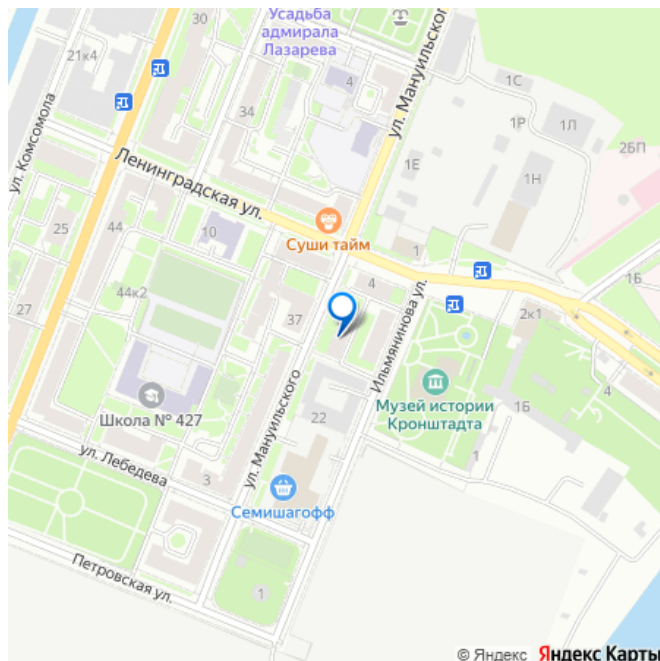 Усадьба
адмирала
Лазарева
30
21к4
4
34
ул. Мануильского
1С
1Р
1Л
2БП
1Е
1Н
ул. Комсомола
Ленинградская ул.
25
44
10
Суши тайм
1
1Б
4
44к2
27
37
Ильмянинова ул.
2к1
Школа № 427
ул. Мануильского
22
Музей истории
Кронштадта
1Б
4
1
ул. Лебедева
3
Семишагофф
Петровская ул.
1
© Яндекс Яндекс Карты